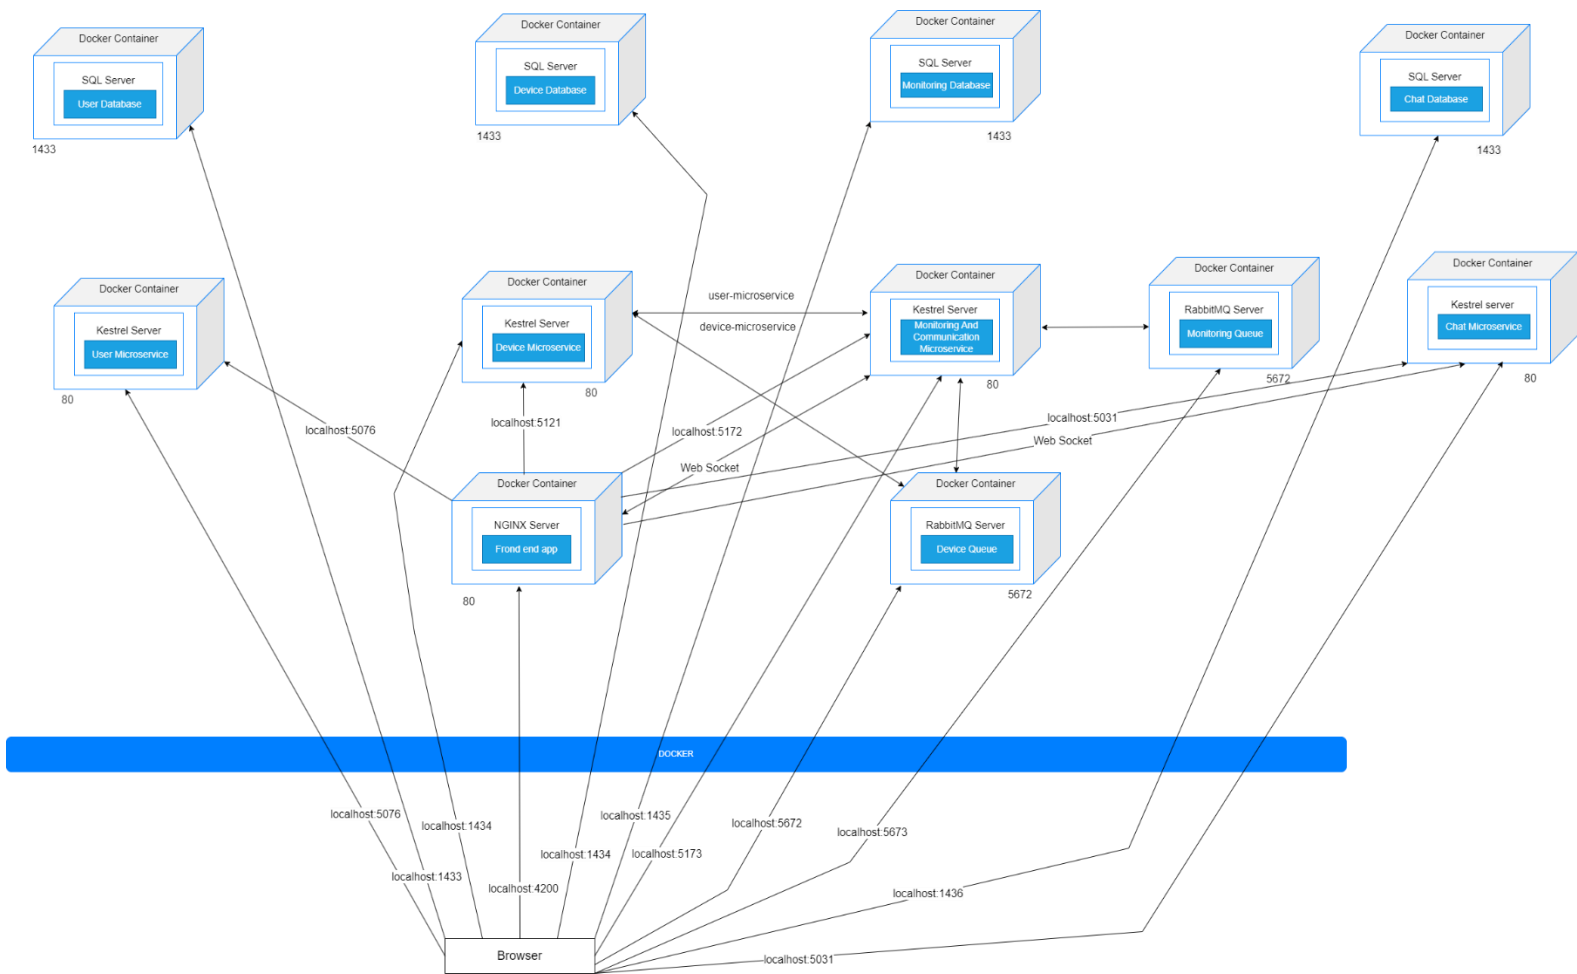 Docker Container
SQL Server
User Database
1433
Docker Container
SQL Server
Device Database
1433
Docker Container
SQL Server
Monitoring Database
1433
Docker Container
SQL Server
Chat Database
1433
Docker Container
Kestrel Server
User Microservice
80
Docker Container
Kestrel Server
Device Microservice
80
user-microservice
device-microservice
Docker Container
Kestrel Server
Monitoring And
Communication
Microservice
80
Docker Container
RabbitMQ Server
Monitoring Queue
5672
Docker Container
Kestrel server
Chat Microservice
80
localhost:5076
localhost:5121
localhost:5172
Web Socket
localhost:5031
Web Socket
Docker Container
NGINX Server
Frond end app
80
Docker Container
RabbitMQ Server
Device Queue
5672
DOCKER
localhost:5076
localhost:1434
localhost:1435
localhost:5672
localhost:5673
localhost:1433
localhost:4200
localhost:1434
localhost:5173
localhost:1436
localhost:5031
Browser